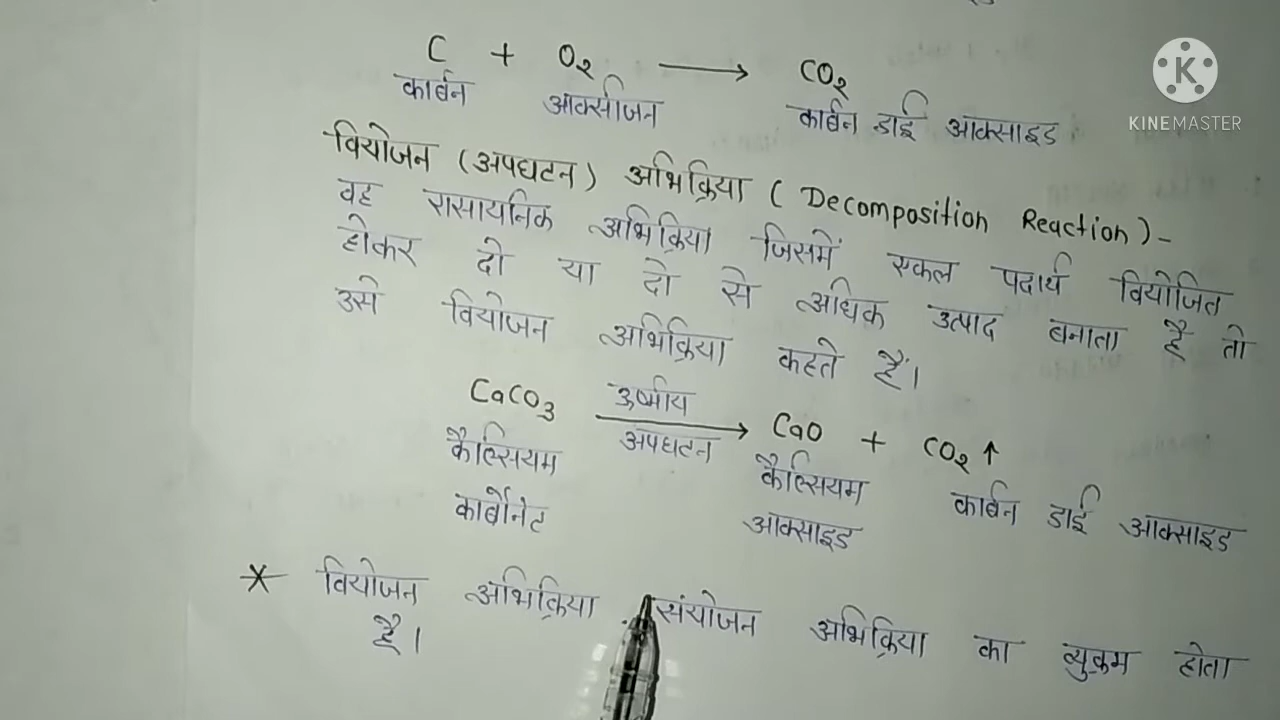 C + O₂ ⟶ CO₂
कार्बन आक्सीजन कार्बन डाई आक्साइड
KINEMASTER
वियोजन (अपघटन) अभिक्रिया (Decomposition Reaction) -
वह रासायनिक अभिक्रिया जिसमें एकल पदार्थ वियोजित
होकर दो या दो से अधिक उत्पाद बनाता है तो
उसे वियोजन अभिक्रिया कहते हैं।
CaCO₃ ऊष्मीय ⟶ CaO + CO₂↑
अपघटन
कैल्सियम कैल्सियम कार्बन डाई आक्साइड
कार्बोनेट आक्साइड
* वियोजन अभिक्रिया संयोजन अभिक्रिया का व्युक्रम होता
है।